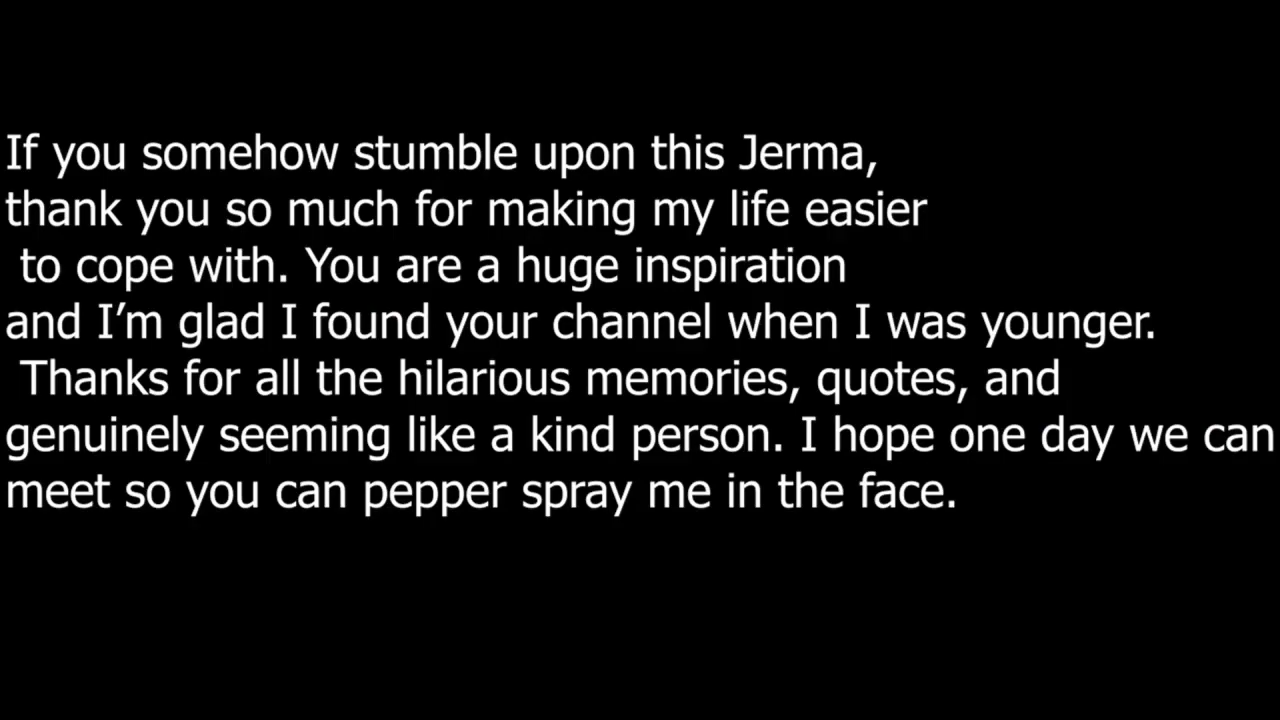 If you somehow stumble upon this Jerma,
thank you so much for making my life easier
to cope with. You are a huge inspiration
and I’m glad I found your channel when I was younger.
Thanks for all the hilarious memories, quotes, and
genuinely seeming like a kind person. I hope one day we can
meet so you can pepper spray me in the face.